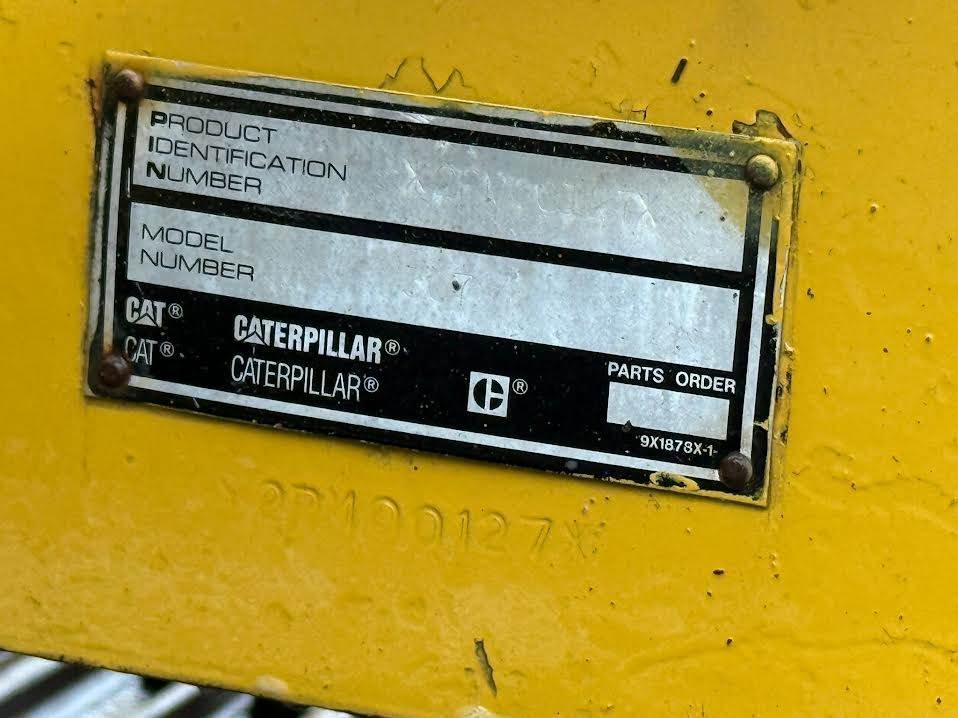 PRODUCT
IDENTIFICATION
NUMBER
MODEL
NUMBER
CAT® CATERPILLAR®
CAT® CATERPILLAR®
C®
PARTS ORDER
9X1878X-1-